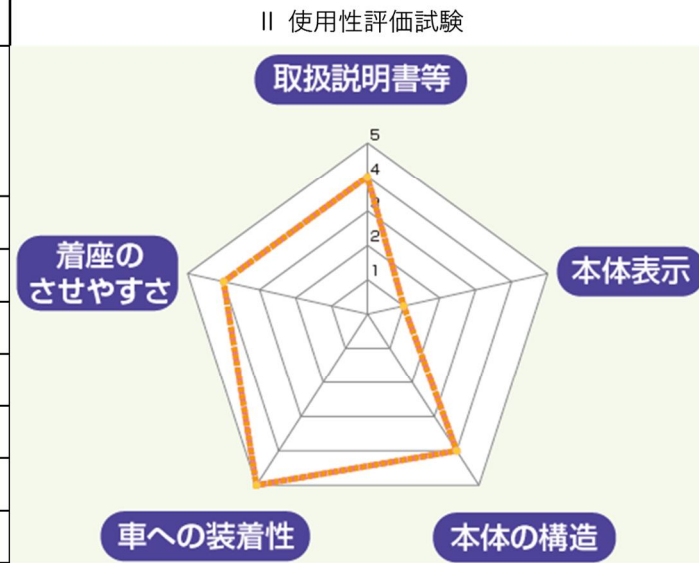 Ⅱ 使用性評価試験
取扱説明書等
5
4
3
2
1
着座の
させやすさ
本体表示
車への装着性
本体の構造